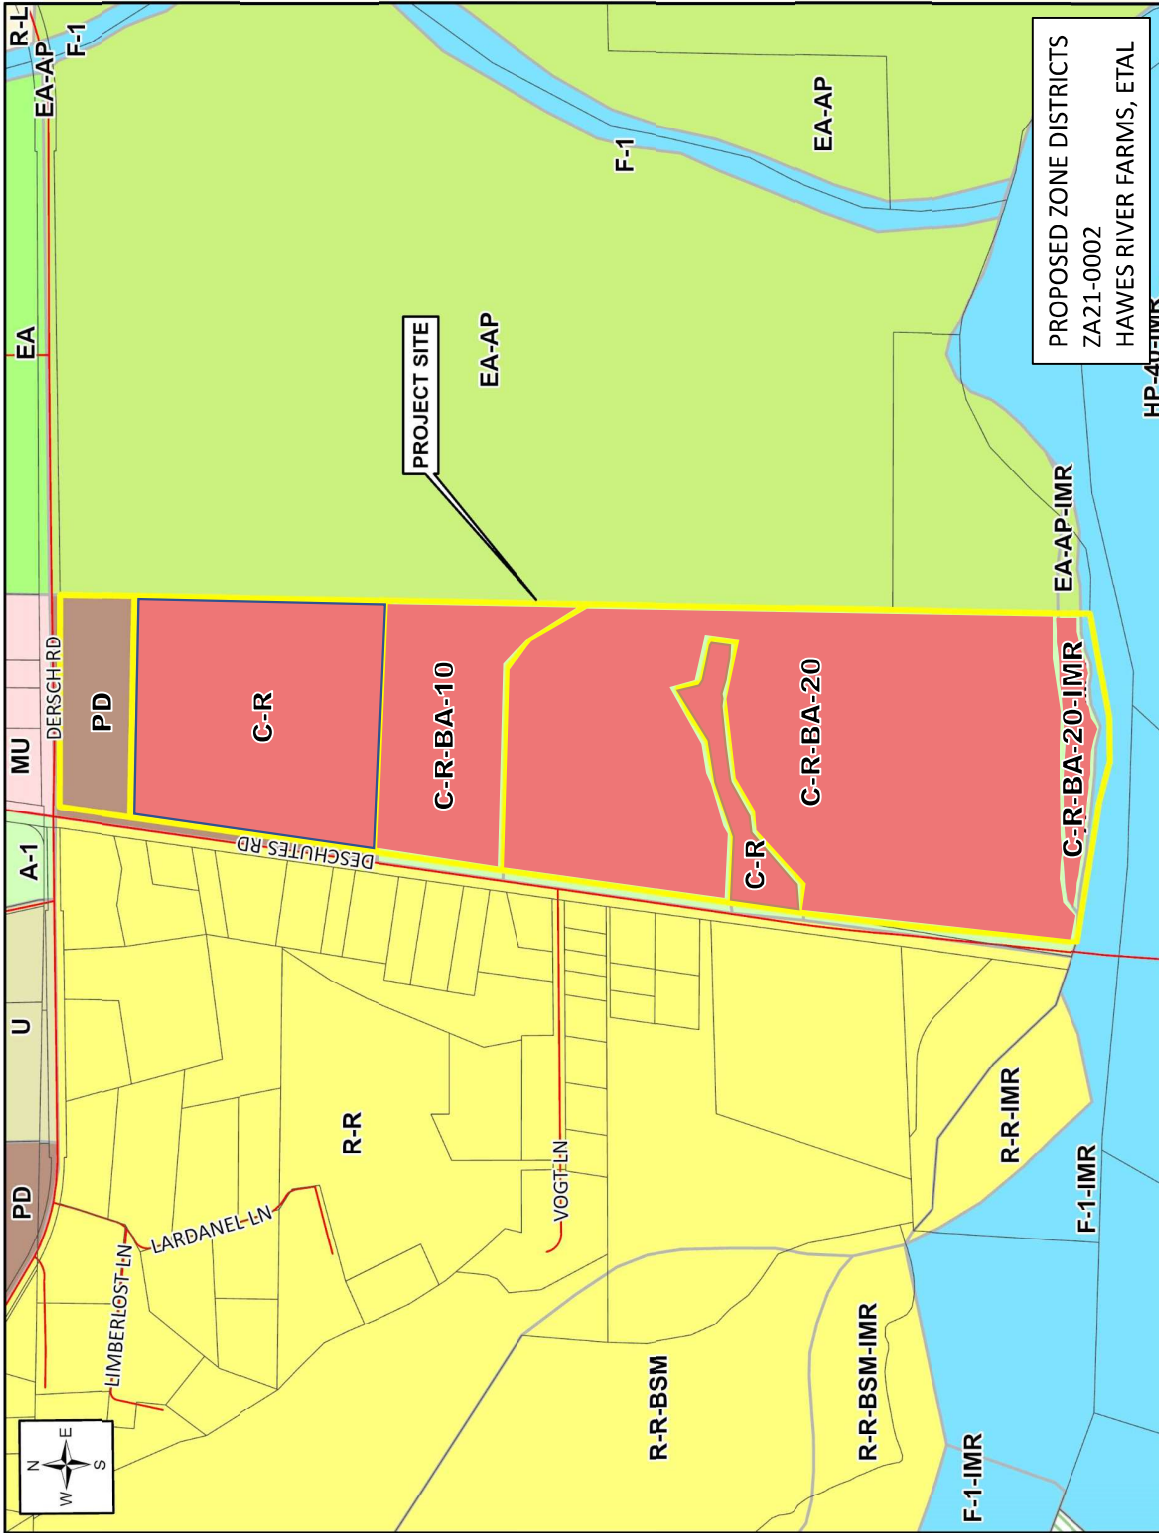 PD
U
A-1
MU
EA
R-L
EA-AP
DERSCH RD
F-1
N
W E
S
PD
LIMBERLOST LN
LARDANEL LN
DESCHUTES RD
C-R
R-R
PROJECT SITE
C-R-BA-10
EA-AP
VOGT LN
F-1
R-R-BSM
C-R
C-R-BA-20
EA-AP
R-R-BSM-IMR
F-1-IMR
R-R-IMR
EA-AP-IMR
C-R-BA-20-IMR
F-1-IMR
PROPOSED ZONE DISTRICTS
ZA21-0002
HAWES RIVER FARMS, ETAL